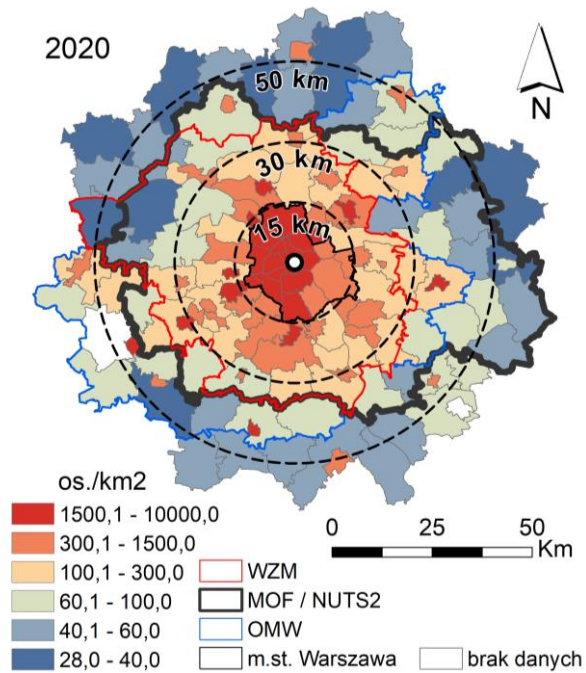 2020
50 km
N
30 km
15 km
os./km2
1500,1 - 10000,0
300,1 - 1500,0
100,1 - 300,0
60,1 - 100,0
40,1 - 60,0
28,0 - 40,0
WZM
MOF / NUTS2
OMW
m.st. Warszawa
brak danych
0 25 50
Km